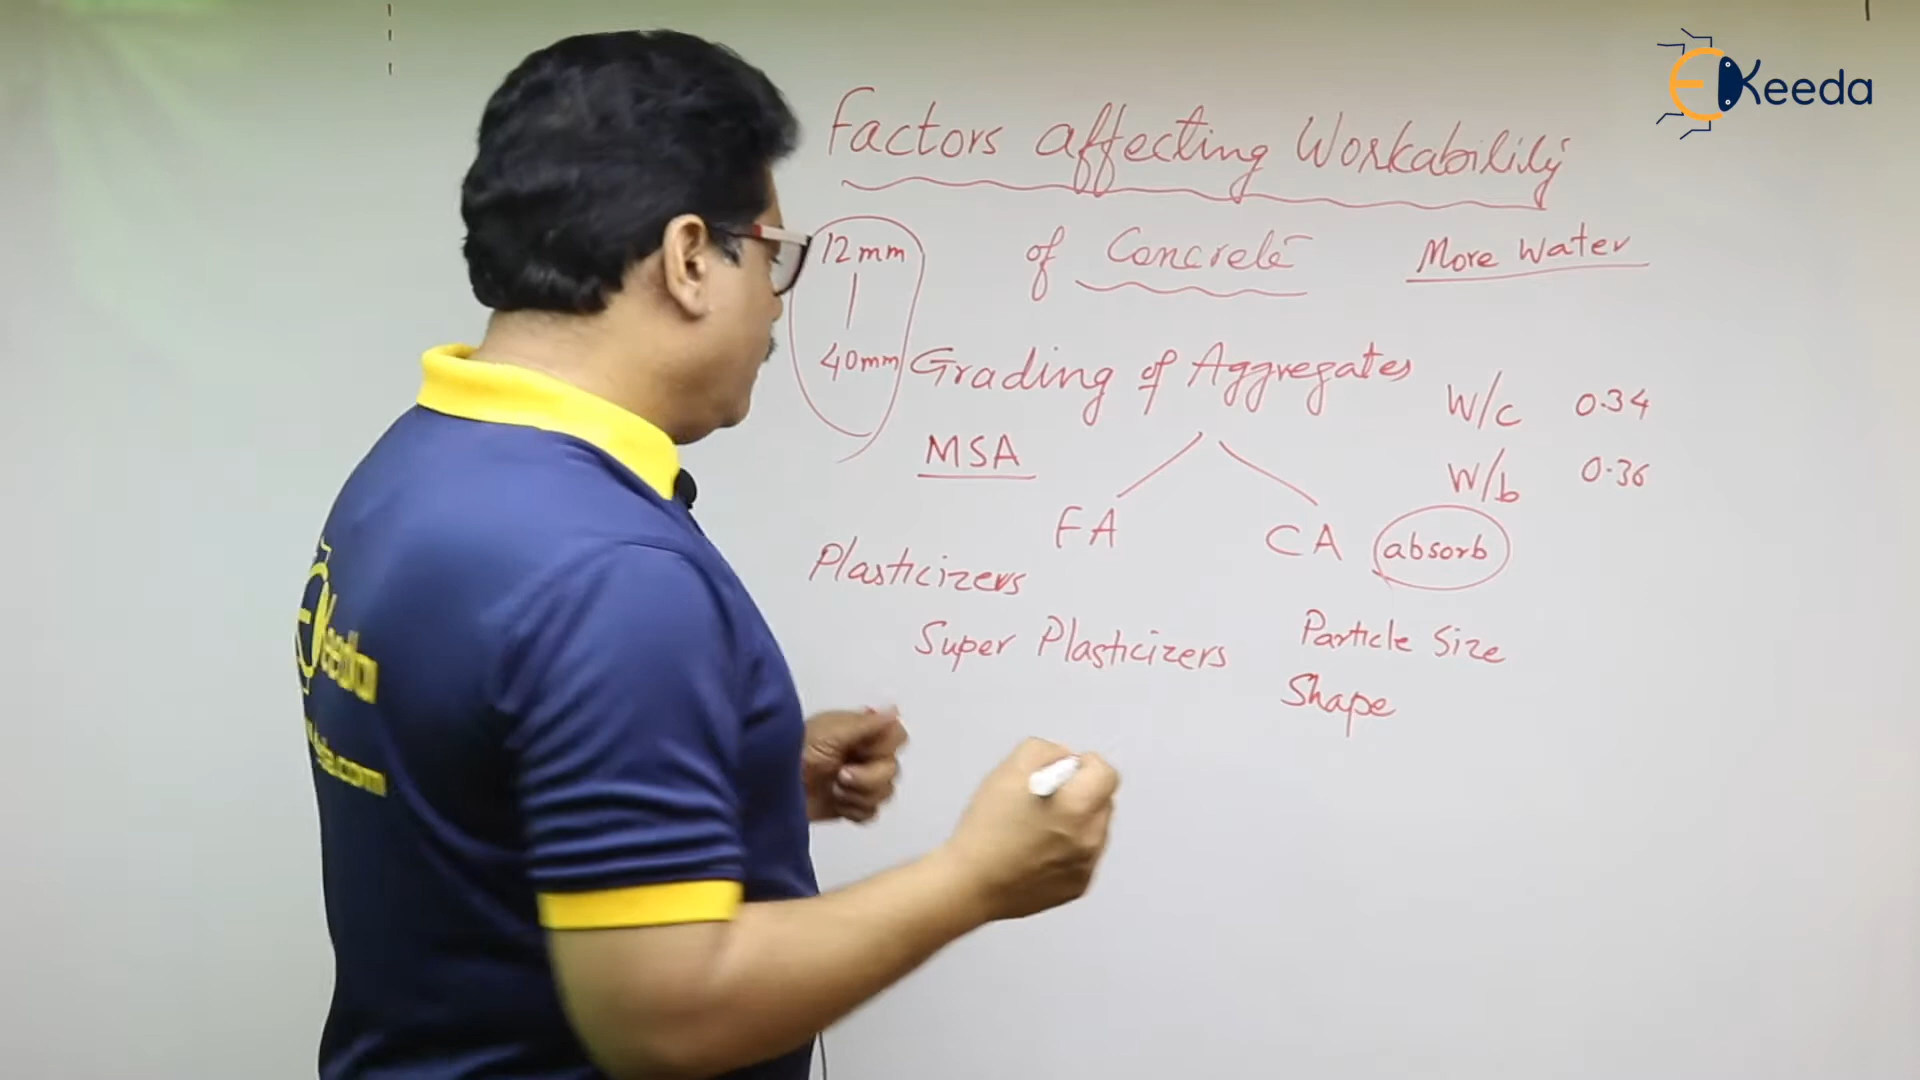 EKeeda
Factors affecting Workability
of Concrete
More Water
12mm
40mm
Grading of Aggregates
W/c 0.34
MSA
W/b 0.36
FA
CA
absorb
Plasticizers
Super Plasticizers
Particle Size
Shape